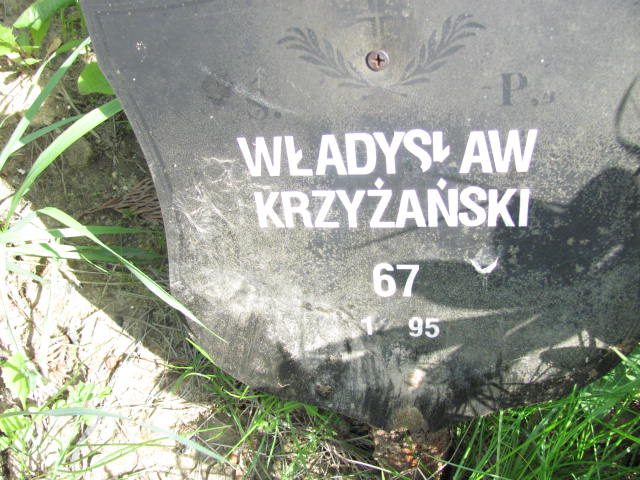 Ś. P.
WŁADYSŁAW
KRZYŻAŃSKI
67
1 95